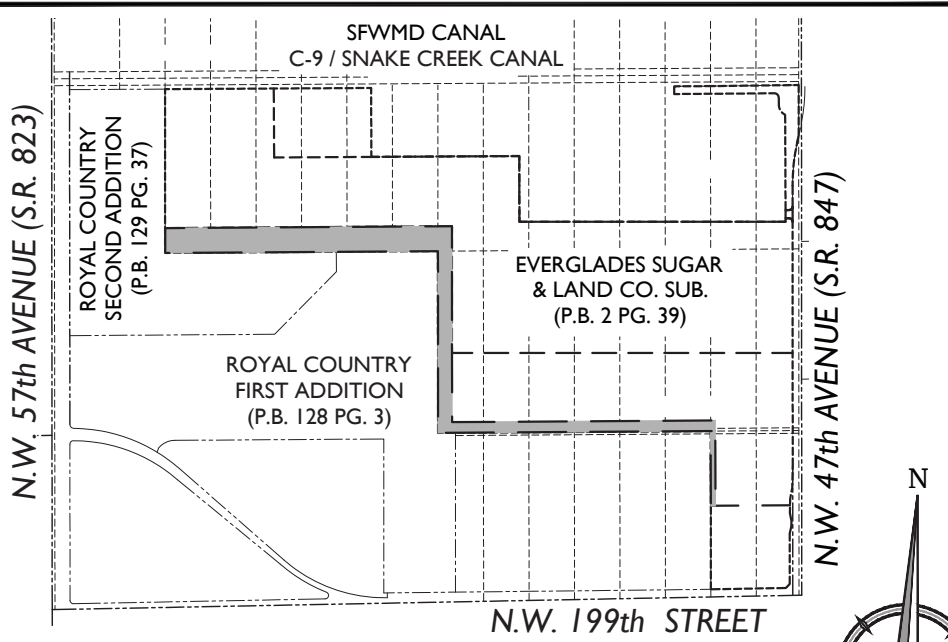 SFWMD CANAL
C-9 / SNAKE CREEK CANAL
N.W. 57th AVENUE (S.R. 823)
ROYAL COUNTRY
SECOND ADDITION
(P.B. 129 PG. 37)
EVERGLADES SUGAR
& LAND CO. SUB.
(P.B. 2 PG. 39)
N.W. 47th AVENUE (S.R. 847)
ROYAL COUNTRY
FIRST ADDITION
(P.B. 128 PG. 3)
N
N.W. 199th STREET